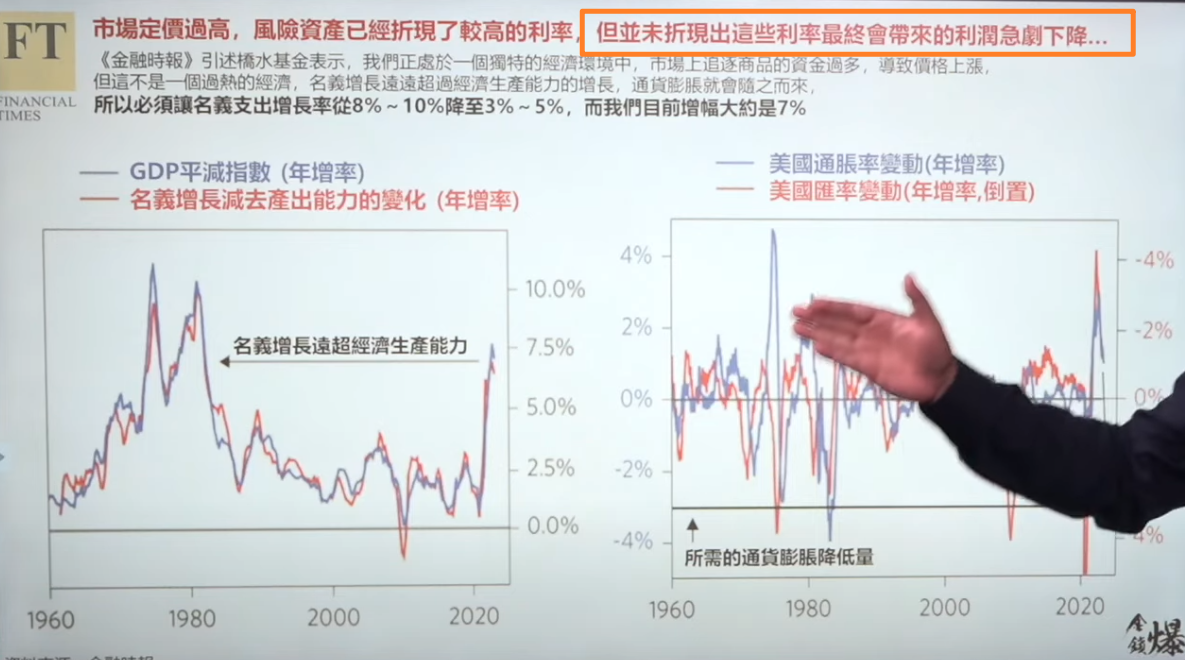 FT
FINANCIAL
TIMES
市場定價過高，風險資產已經折現了較高的利率，但並未折現出這些利率最終會帶來的利潤急劇下降...
《金融時報》引述橋水基金表示，我們正處於一個獨特的經濟環境中，市場上追逐商品的資金過多，導致價格上漲，
但這不是一個過熱的經濟，名義增長遠遠超過經濟生產能力的增長，通貨膨脹就會隨之而來，
所以必須讓名義支出增長率從8%～10%降至3%～5%，而我們目前增幅大約是7%
GDP平減指數 (年增率)
名義增長減去產出能力的變化 (年增率)
名義增長遠超經濟生產能力
10.0%
7.5%
5.0%
2.5%
0.0%
1960
1980
2000
2020
美國通脹率變動(年增率)
美國匯率變動(年增率,倒置)
4%
2%
0%
-2%
-4%
-4%
-2%
0%
4%
所需的通貨膨脹降低量
1960
1980
2000
2020
金錢爆